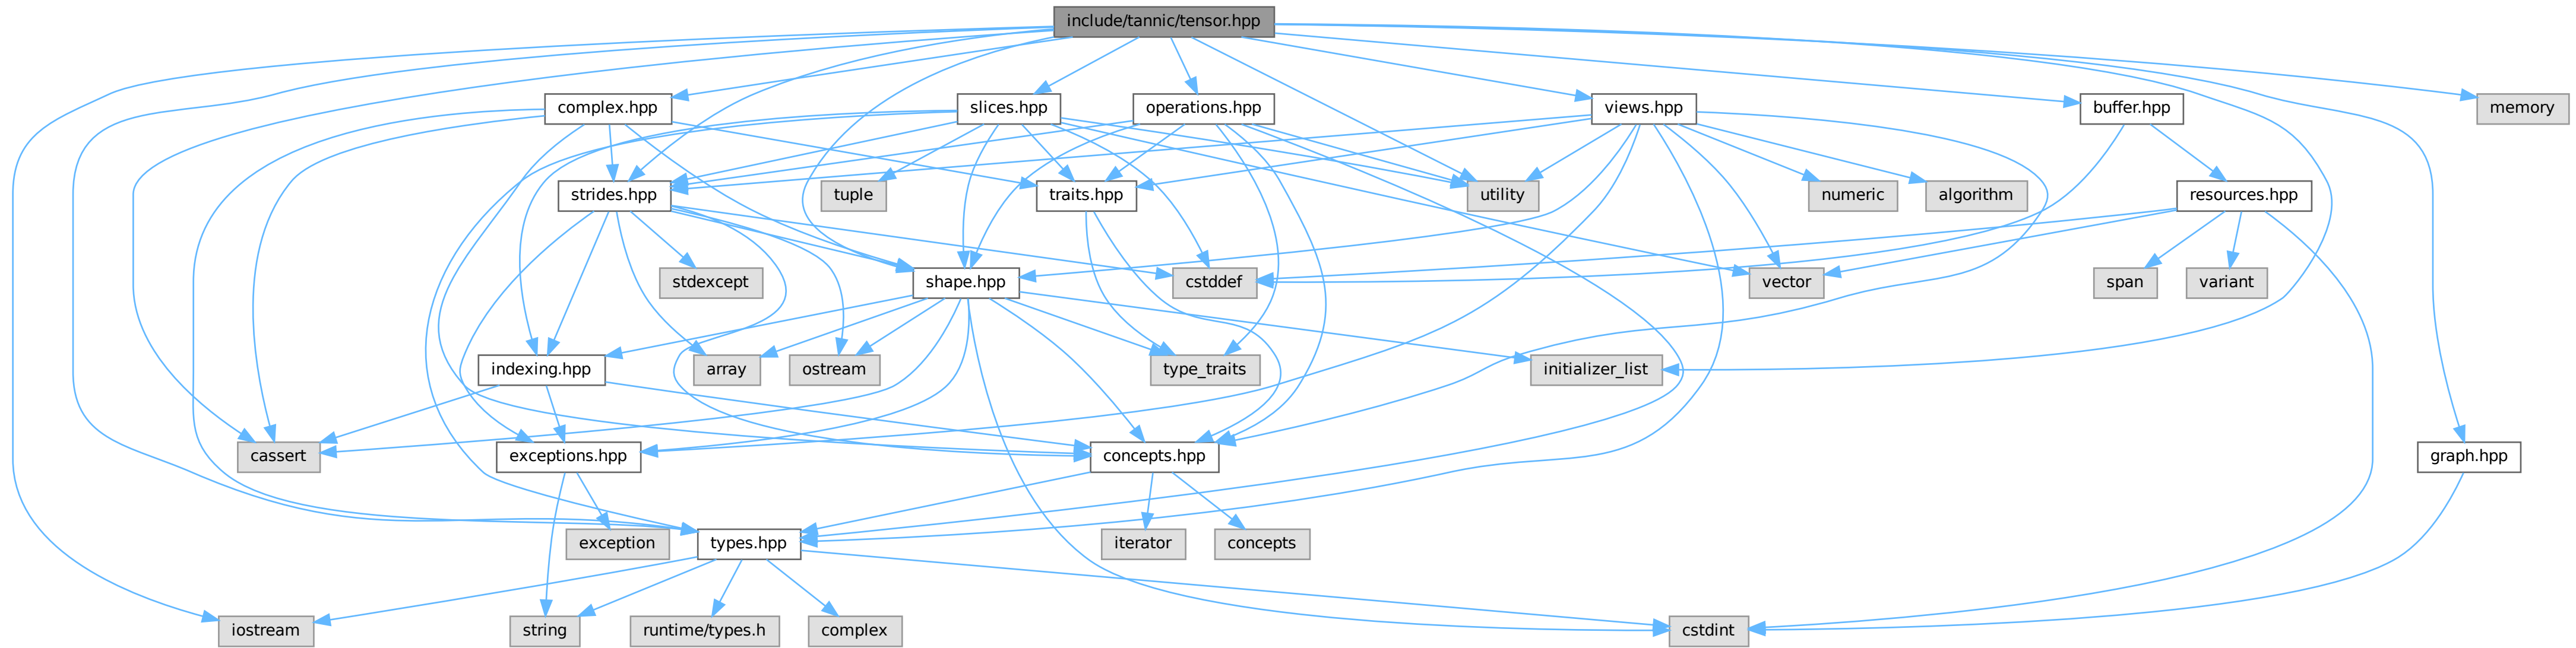 include/tannic/tensor.hpp
complex.hpp
slices.hpp
operations.hpp
views.hpp
buffer.hpp
memory
strides.hpp
tuple
traits.hpp
utility
numeric
algorithm
resources.hpp
stdexcept
shape.hpp
cstddef
vector
span
variant
indexing.hpp
array
ostream
type_traits
initializer_list
cassert
exceptions.hpp
concepts.hpp
graph.hpp
exception
types.hpp
iterator
concepts
iostream
string
runtime/types.h
complex
cstdint